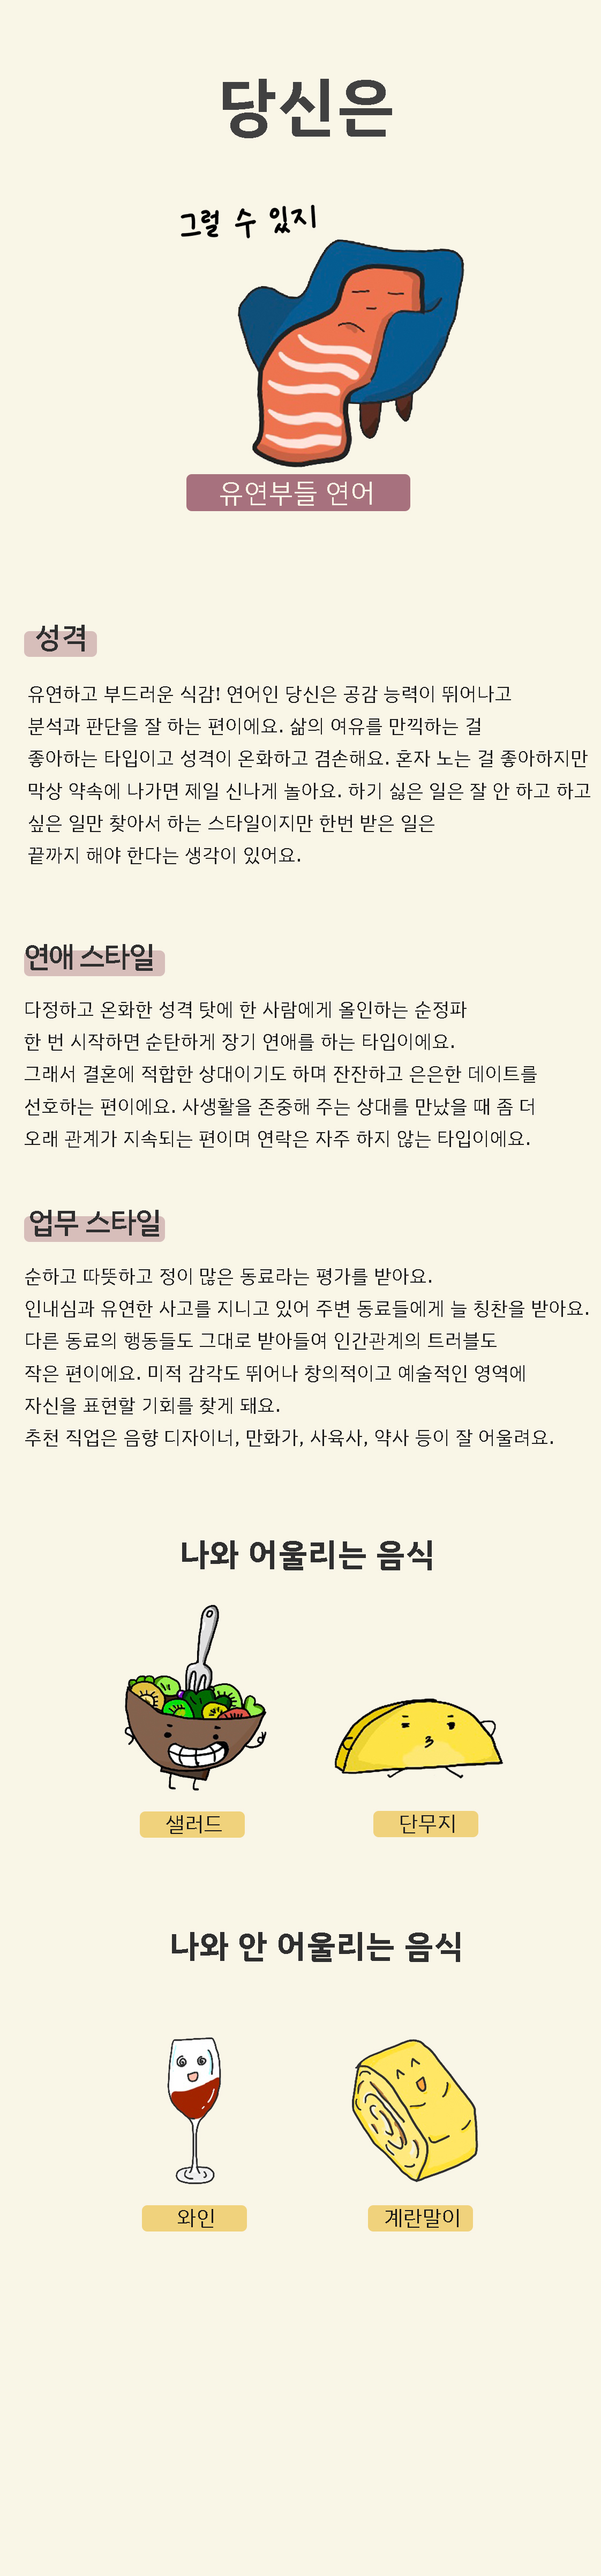 당신은
그럴 수 있지
유연부들 연어
성격
유연하고 부드러운 식감! 연어인 당신은 공감 능력이 뛰어나고
분석과 판단을 잘 하는 편이에요. 삶의 여유를 만끽하는 걸
좋아하는 타입이고 성격이 온화하고 겸손해요. 혼자 노는 걸 좋아하지만
막상 약속에 나가면 제일 신나게 놀아요. 하기 싫은 일은 잘 안 하고 하고
싶은 일만 찾아서 하는 스타일이지만 한번 받은 일은
끝까지 해야 한다는 생각이 있어요.
연애 스타일
다정하고 온화한 성격 탓에 한 사람에게 올인하는 순정파
한 번 시작하면 순탄하게 장기 연애를 하는 타입이에요.
그래서 결혼에 적합한 상대이기도 하며 잔잔하고 은은한 데이트를
선호하는 편이에요. 사생활을 존중해 주는 상대를 만났을 때 좀 더
오래 관계가 지속되는 편이며 연락은 자주 하지 않는 타입이에요.
업무 스타일
순하고 따뜻하고 정이 많은 동료라는 평가를 받아요.
인내심과 유연한 사고를 지니고 있어 주변 동료들에게 늘 칭찬을 받아요.
다른 동료의 행동들도 그대로 받아들여 인간관계의 트러블도
작은 편이에요. 미적 감각도 뛰어나 창의적이고 예술적인 영역에
자신을 표현할 기회를 찾게 돼요.
추천 직업은 음향 디자이너, 만화가, 사육사, 약사 등이 잘 어울려요.
나와 어울리는 음식
샐러드 단무지
나와 안 어울리는 음식
와인 계란말이